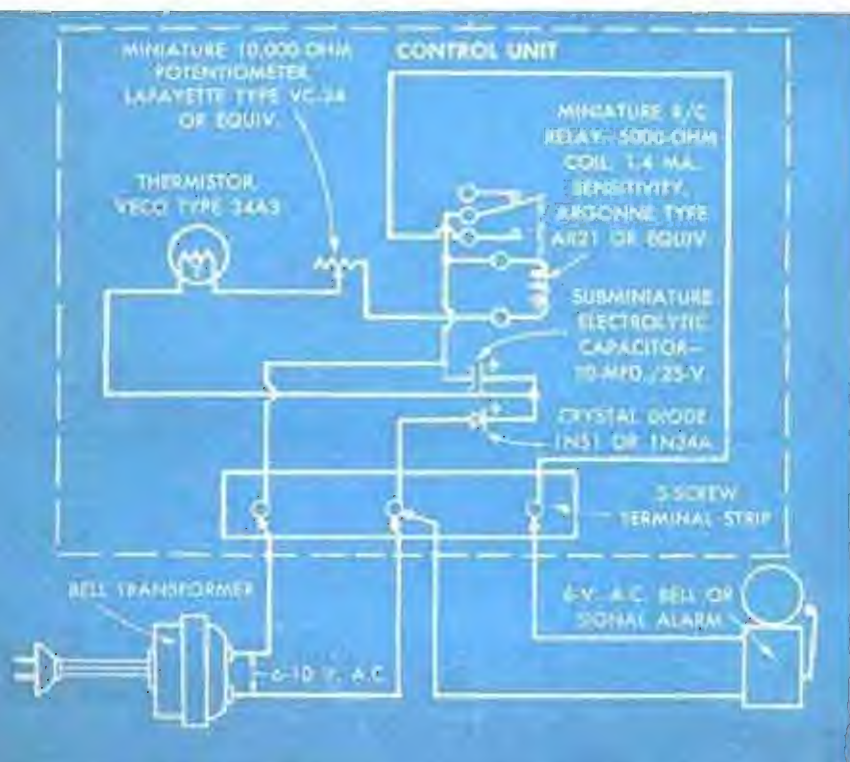 MINIATURE 10,000-OHM
POTENTIOMETER
LAFAYETTE TYPE VC-34
OR EQUIV.
CONTROL UNIT
MINIATURE R/C
RELAY. 5000-OHM
COIL. 1.4 MA.
SENSITIVITY.
ARGONNE TYPE
AR21 OR EQUIV
THERMISTOR
VECO TYPE 34A3
SUBMINIATURE
ELECTROLYTIC
CAPACITOR—
10-MFD./25-V.
+
+
CRYSTAL DIODE
1N51 OR 1N34A
3-SCREW
TERMINAL STRIP
BELL TRANSFORMER
6-V. A.C. BELL OR
SIGNAL ALARM
6-10 V. A.C.